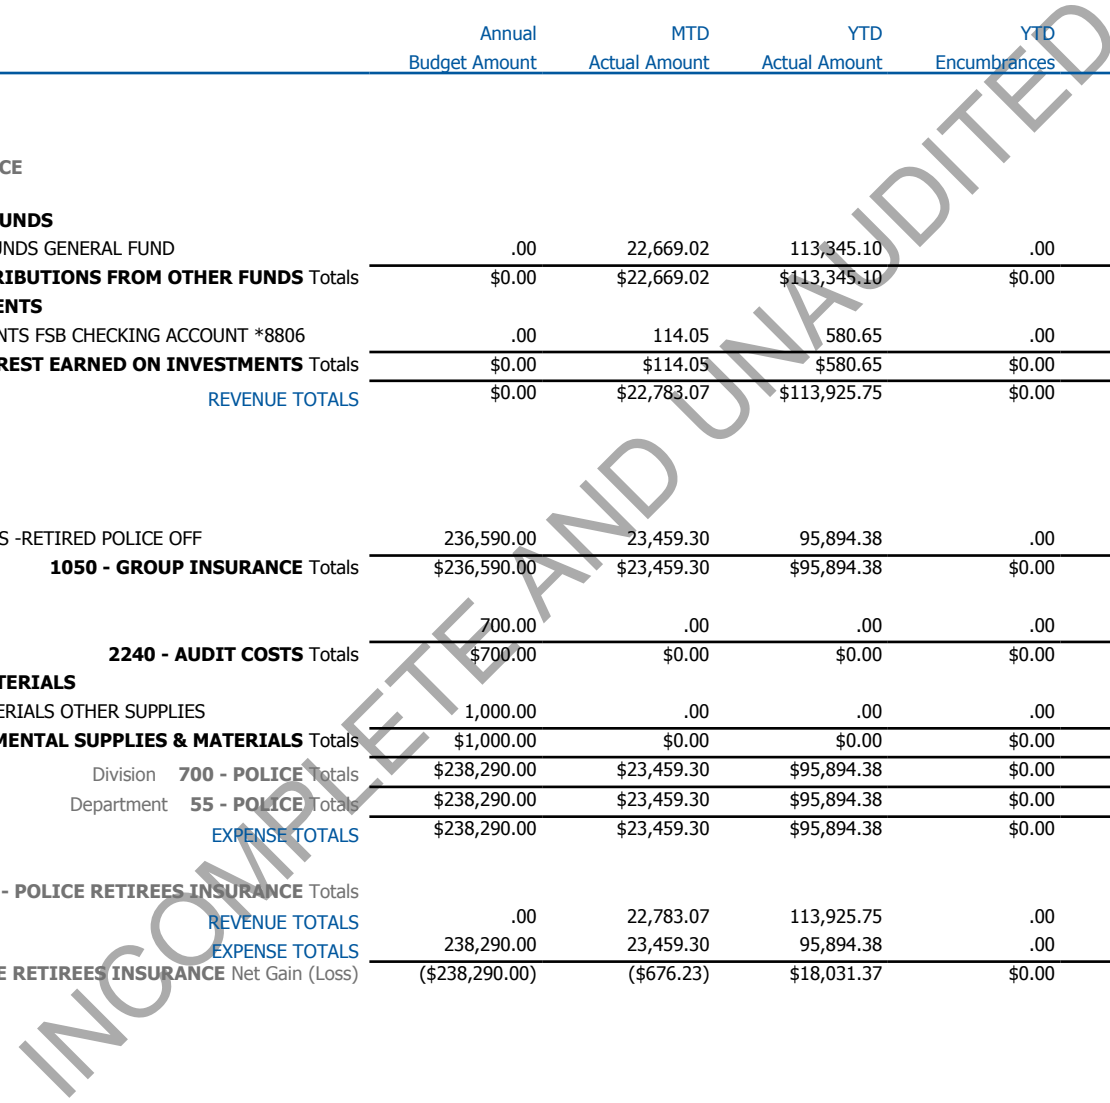 Annual MTD YTD YTD
Budget Amount Actual Amount Actual Amount Encumbrances
CE
UNDS
UNDS GENERAL FUND .00 22,669.02 113,345.10 .00
RIBUTIONS FROM OTHER FUNDS Totals $0.00 $22,669.02 $113,345.10 $0.00
ENTS
NTS FSB CHECKING ACCOUNT *8806 .00 114.05 580.65 .00
REST EARNED ON INVESTMENTS Totals $0.00 $114.05 $580.65 $0.00
REVENUE TOTALS $0.00 $22,783.07 $113,925.75 $0.00
S -RETIRED POLICE OFF 236,590.00 23,459.30 95,894.38 .00
1050 - GROUP INSURANCE Totals $236,590.00 $23,459.30 $95,894.38 $0.00
700.00 .00 .00 .00
2240 - AUDIT COSTS Totals $700.00 $0.00 $0.00 $0.00
TERIALS
ERIALS OTHER SUPPLIES 1,000.00 .00 .00 .00
MENTAL SUPPLIES & MATERIALS Totals $1,000.00 $0.00 $0.00 $0.00
Division 700 - POLICE Totals $238,290.00 $23,459.30 $95,894.38 $0.00
Department 55 - POLICE Totals $238,290.00 $23,459.30 $95,894.38 $0.00
EXPENSE TOTALS $238,290.00 $23,459.30 $95,894.38 $0.00
- POLICE RETIREES INSURANCE Totals
REVENUE TOTALS .00 22,783.07 113,925.75 .00
EXPENSE TOTALS 238,290.00 23,459.30 95,894.38 .00
E RETIREES INSURANCE Net Gain (Loss) ($238,290.00) ($676.23) $18,031.37 $0.00
INCOMPLETE AND UNAUDITED